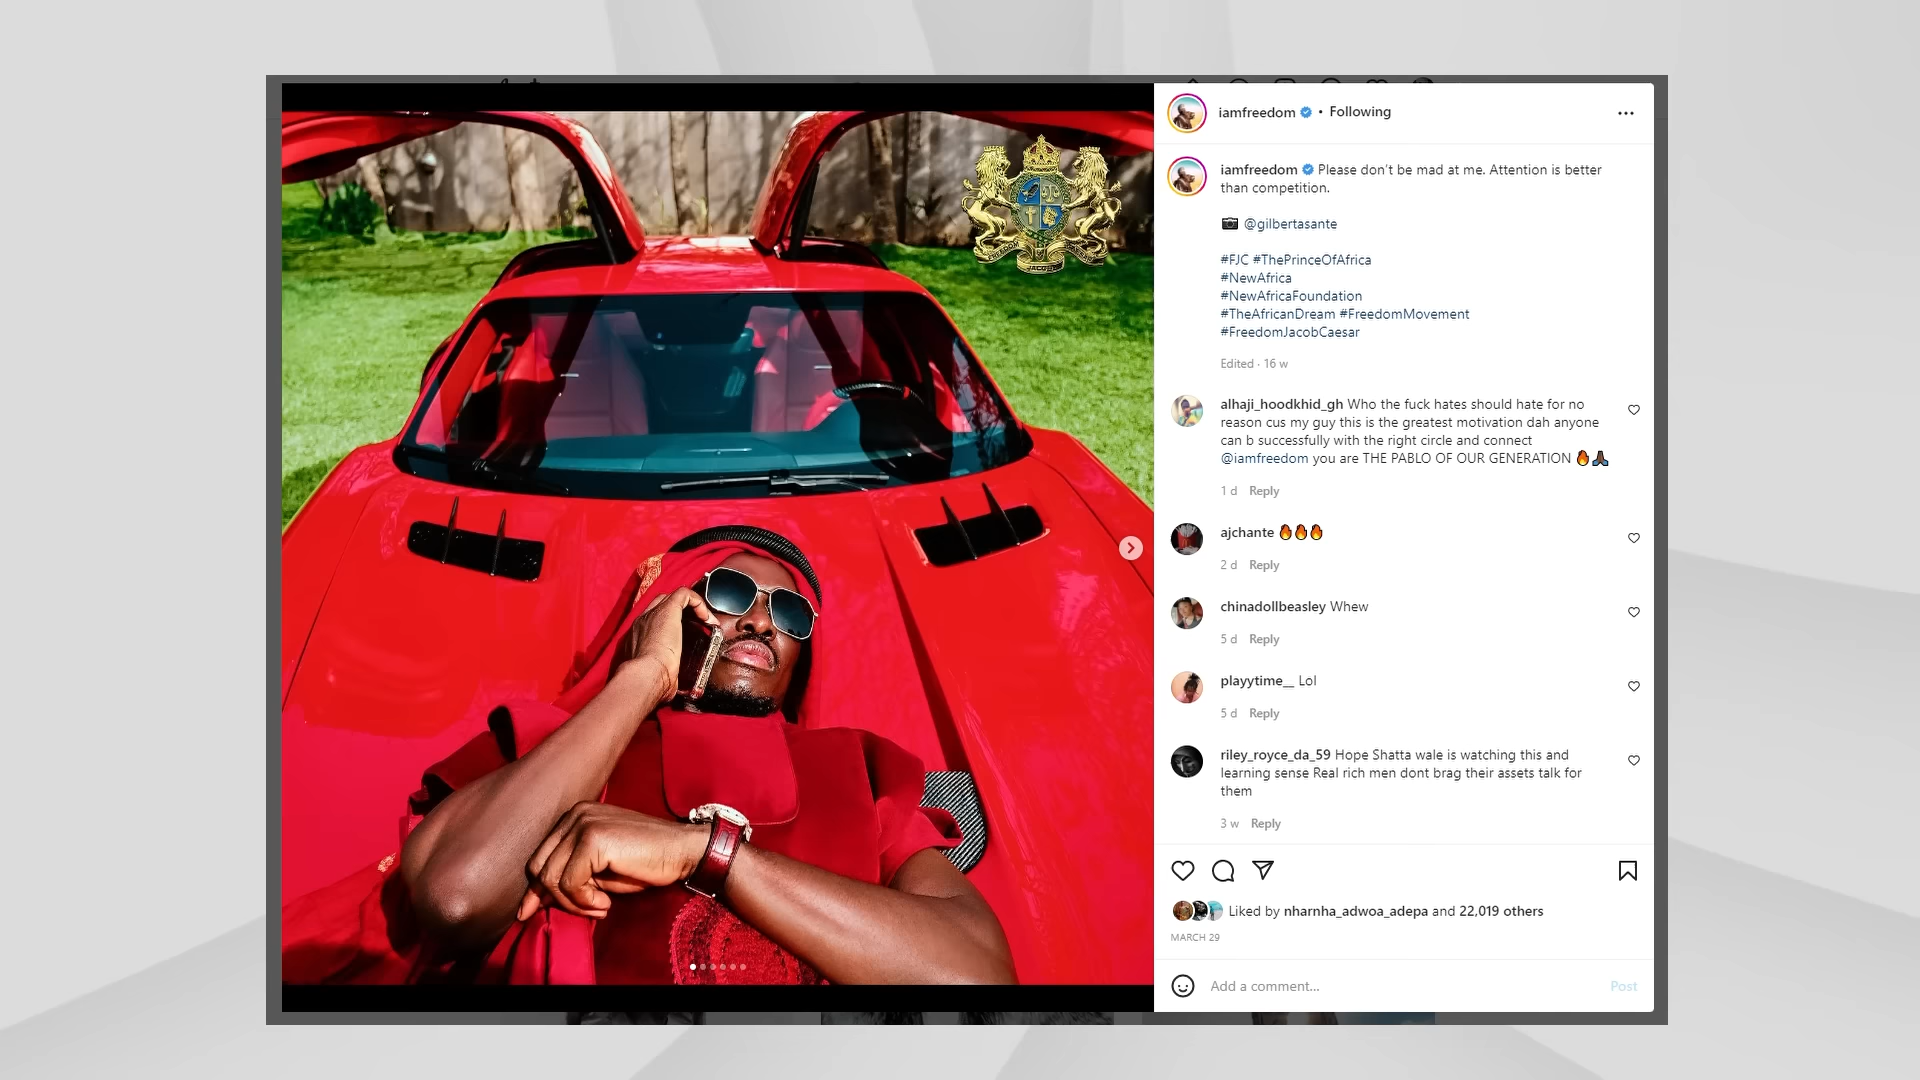 iamfreedom • Following
iamfreedom Please don't be mad at me. Attention is better
than competition.
📷 @gilbertasante
#FJC #ThePrinceOfAfrica
#NewAfrica
#NewAfricaFoundation
#TheAfricanDream #FreedomMovement
#FreedomJacobCaesar
Edited · 16 w
alhaji_hoodkhid_gh Who the fuck hates should hate for no
reason cus my guy this is the greatest motivation dah anyone
can b successfully with the right circle and connect
@iamfreedom you are THE PABLO OF OUR GENERATION 🔥🙏🏿
1 d Reply
ajchante 🔥🔥🔥
2 d Reply
chinadollbeasley Whew
5 d Reply
playytime__ Lol
5 d Reply
riley_royce_da_59 Hope Shatta wale is watching this and
learning sense Real rich men dont brag their assets talk for
them
3 w Reply
Liked by nharnha_adwoa_adepa and 22,019 others
MARCH 29
Add a comment...
Post